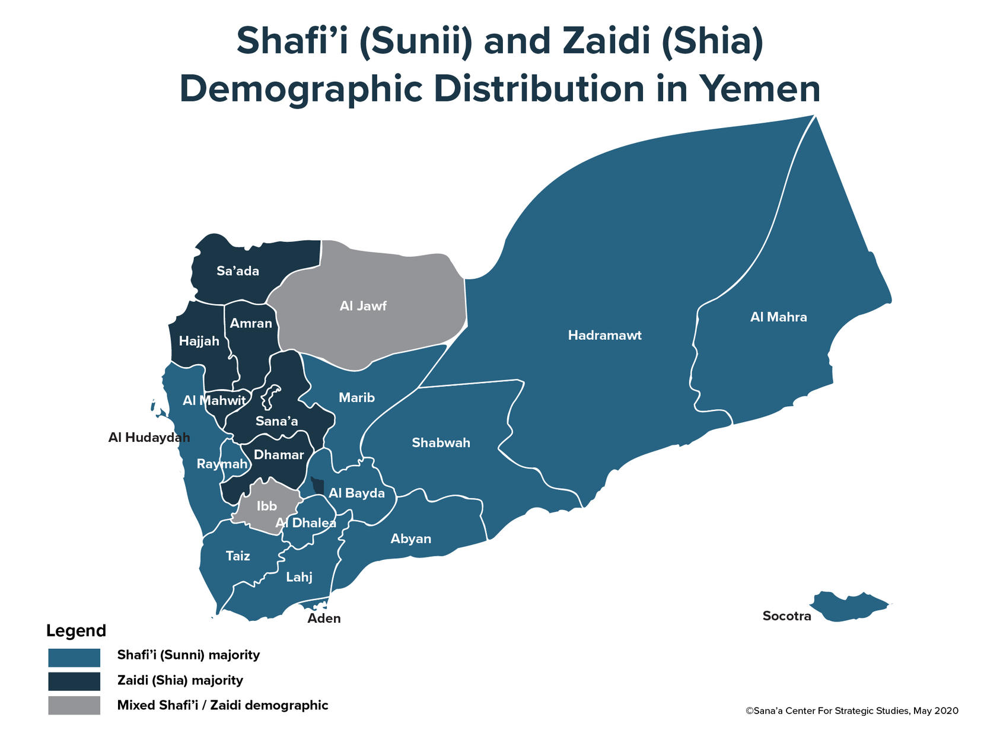 Shafi’i (Sunii) and Zaidi (Shia)
Demographic Distribution in Yemen
Sa’ada
Al Jawf
Al Mahra
Amran
Hadramawt
Hajjah
Marib
Al Mahwit
Sana’a
Al Hudaydah
Shabwah
Dhamar
Raymah
Al Bayda
Ibb
Al Dhalea
Abyan
Taiz
Lahj
Socotra
Aden
Legend
Shafi’i (Sunni) majority
Zaidi (Shia) majority
Mixed Shafi’i / Zaidi demographic
©Sana’a Center For Strategic Studies, May 2020